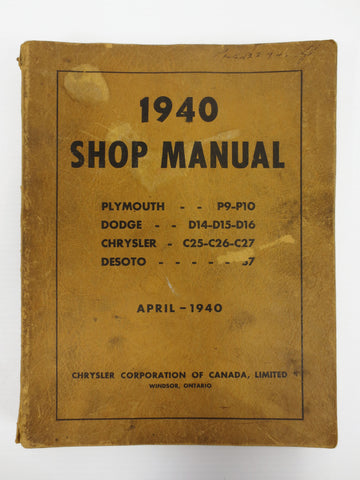 1940
SHOP MANUAL
PLYMOUTH - - P9-P10
DODGE - - D14-D15-D16
CHRYSLER - C25-C26-C27
DESOTO - - - - - S7
APRIL - 1940
CHRYSLER CORPORATION OF CANADA, LIMITED
WINDSOR, ONTARIO